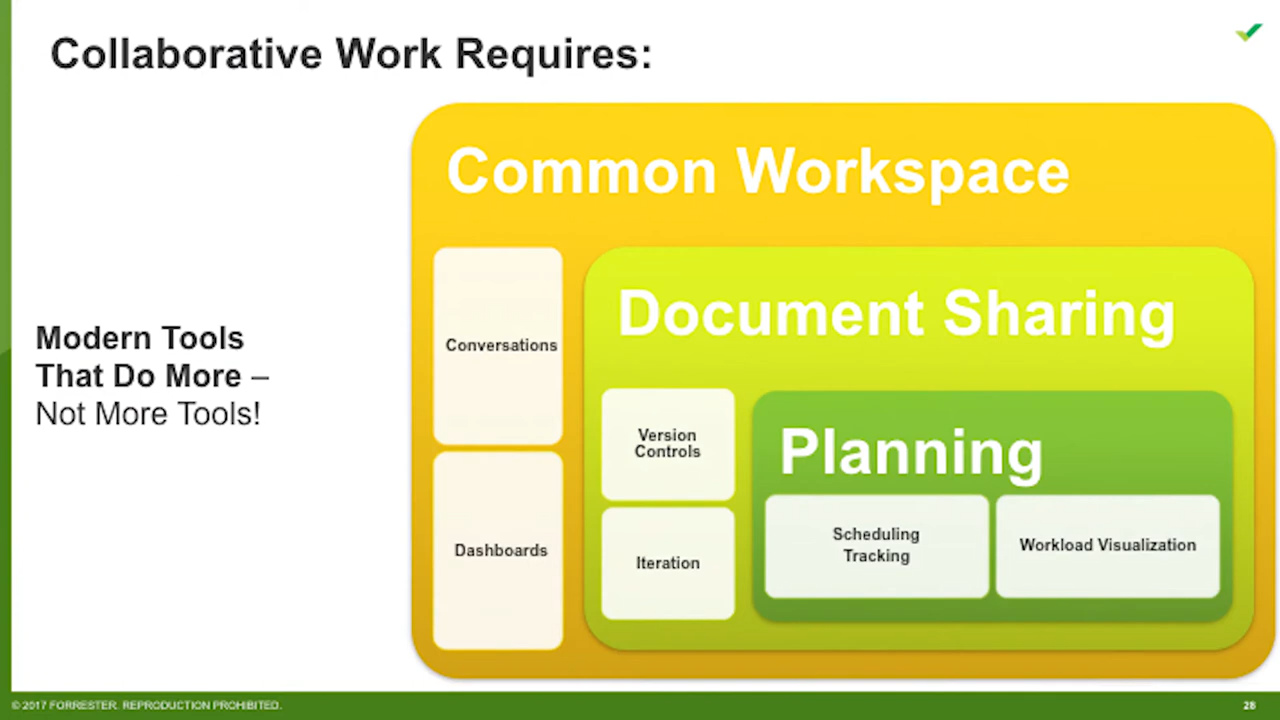 Collaborative Work Requires:
Common Workspace
Conversations
Dashboards
Document Sharing
Version
Controls
Iteration
Planning
Scheduling
Tracking
Workload Visualization
Modern Tools
That Do More –
Not More Tools!
© 2017 FORRESTER. REPRODUCTION PROHIBITED.
28